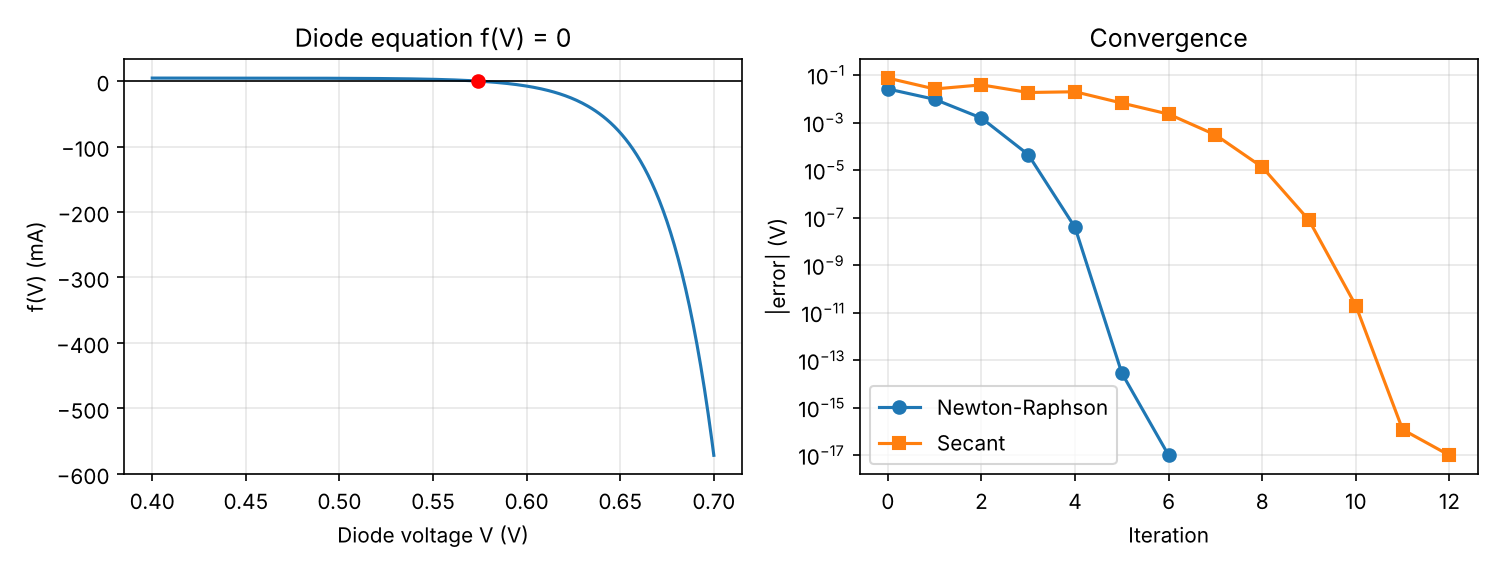 Diode equation f(V) = 0
f(V) (mA)
0
−100
−200
−300
−400
−500
−600
0.40 0.45 0.50 0.55 0.60 0.65 0.70
Diode voltage V (V)
Convergence
|error| (V)
10⁻¹
10⁻³
10⁻⁵
10⁻⁷
10⁻⁹
10⁻¹¹
10⁻¹³
10⁻¹⁵
10⁻¹⁷
Newton-Raphson
Secant
0 2 4 6 8 10 12
Iteration